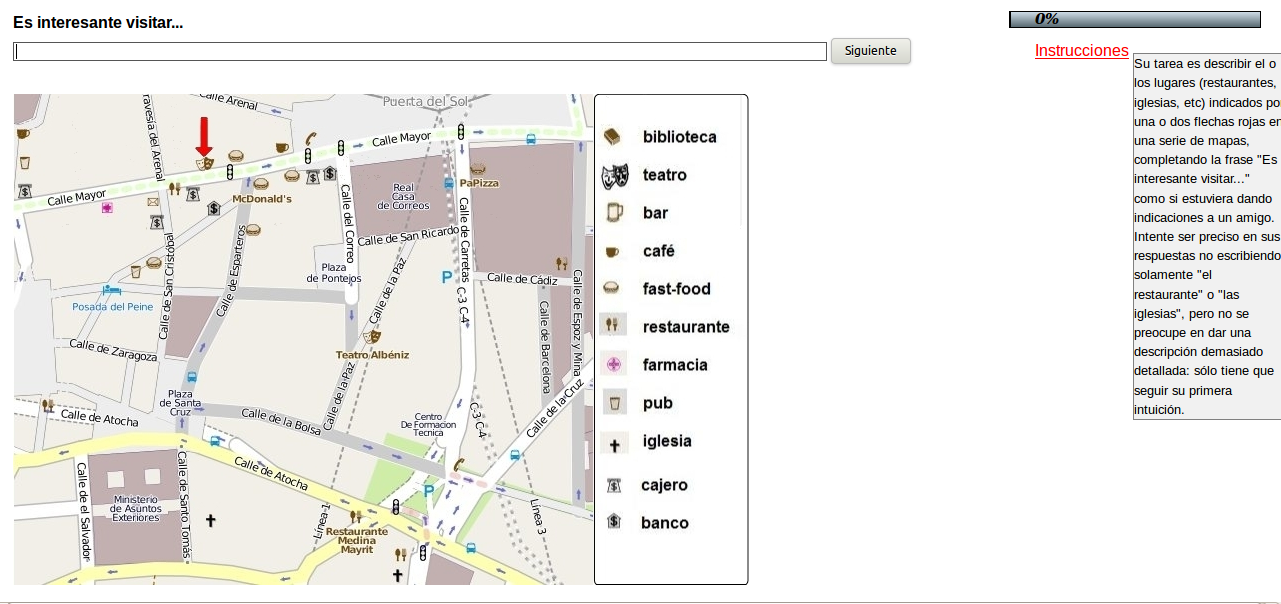 Es interesante visitar...
Siguiente
0%
Instrucciones
Su tarea es describir el o
los lugares (restaurantes,
iglesias, etc) indicados po
una o dos flechas rojas en
una serie de mapas,
completando la frase "Es
interesante visitar..."
como si estuviera dando
indicaciones a un amigo.
Intente ser preciso en sus
respuestas no escribiendo
solamente "el
restaurante" o "las
iglesias", pero no se
preocupe en dar una
descripción demasiado
detallada: sólo tiene que
seguir su primera
intuición.
Calle Arenal
Puerta del Sol
ravesía del Arenal
Calle Mayor
Calle Mayor
McDonald's
PaPizza
Real
Casa
de Correos
Calle del Correo
Calle de San Ricardo
Calle de Carretas
Plaza
de Pontejos
Calle de la Paz
P
Calle de Cádiz
Calle de San Cristóbal
Calle de Esparteros
Posada del Peine
C-3 C-4
Calle de Barcelona
Calle de Espoz y Mina
Teatro Albéniz
Calle de Zaragoza
Calle de la Paz
Plaza
de Santa
Cruz
Calle de Atocha
Calle de la Bolsa
Centro
De Formacion
Tecnica
C-3 C-4
Calle de la Cruz
Calle de Atocha
P
Calle de el Salvador
Ministerio
de Asuntos
Exteriores
Calle de Santo Tomás
Línea 1
Restaurante
Medina
Mayrit
Línea 3
biblioteca
teatro
bar
café
fast-food
restaurante
farmacia
pub
iglesia
cajero
banco